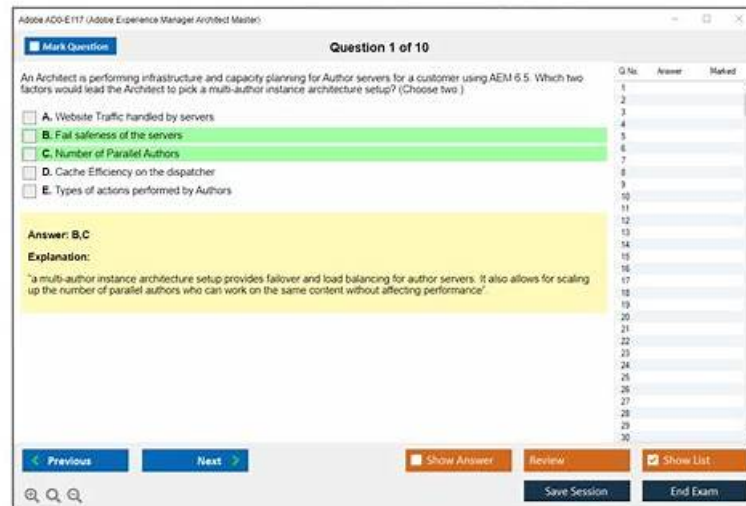 Adobe AD0-E117 (Adobe Experience Manager Architect Master)
Mark Question
Question 1 of 10
An Architect is performing infrastructure and capacity planning for Author servers for a customer using AEM 6.5. Which two
factors would lead the Architect to pick a multi-author instance architecture setup? (Choose two.)
A. Website Traffic handled by servers
B. Fail safeness of the servers
C. Number of Parallel Authors
D. Cache Efficiency on the dispatcher
E. Types of actions performed by Authors
Answer: B,C
Explanation:
"a multi-author instance architecture setup provides failover and load balancing for author servers. It also allows for scaling
up the number of parallel authors who can work on the same content without affecting performance"
Q.No. Answer Marked
1
2
3
4
5
6
7
8
9
10
11
12
13
14
15
16
17
18
19
20
21
22
23
24
25
26
27
28
29
30
Previous
Next
Show Answer
Review
Show List
Save Session
End Exam